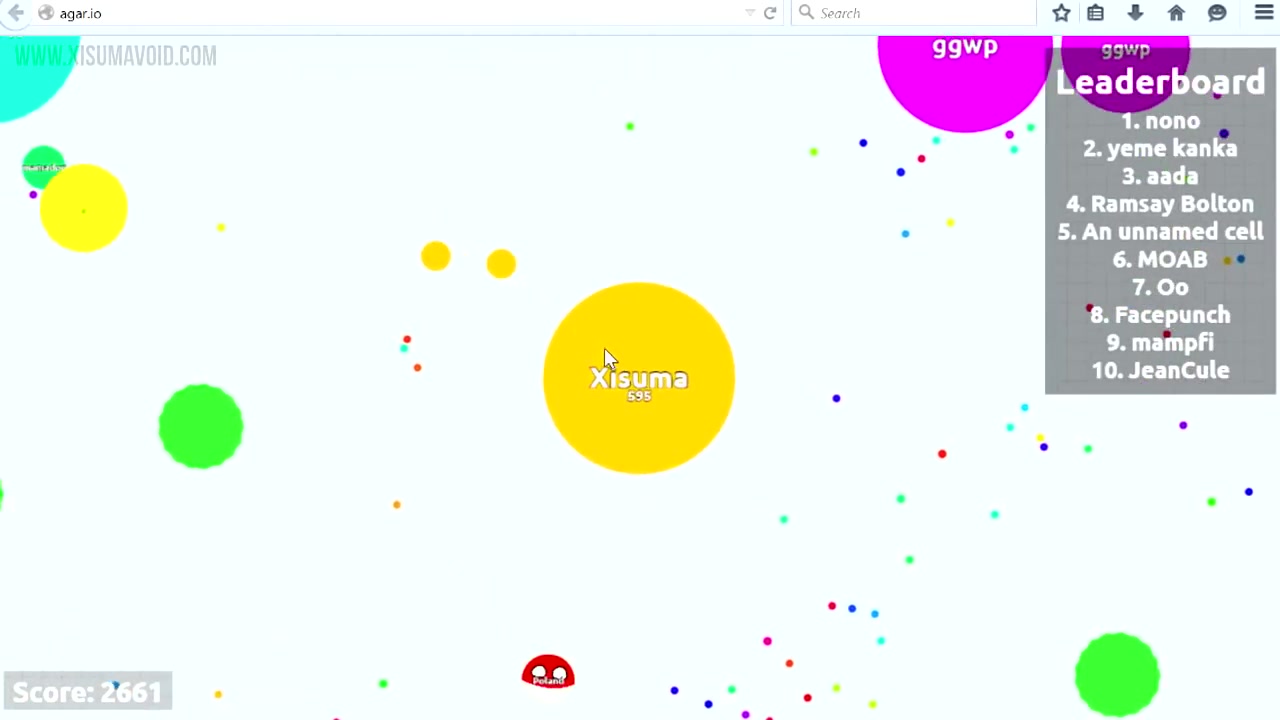 agar.io
Search
WWW.XISUMAVOID.COM
ggwp
ggwp
Leaderboard
1. nono
2. yeme kanka
3. aada
4. Ramsay Bolton
5. An unnamed cell
6. MOAB
7. Oo
8. Facepunch
9. mampfi
10. JeanCule
Xisuma
595
Poland
Score: 2661